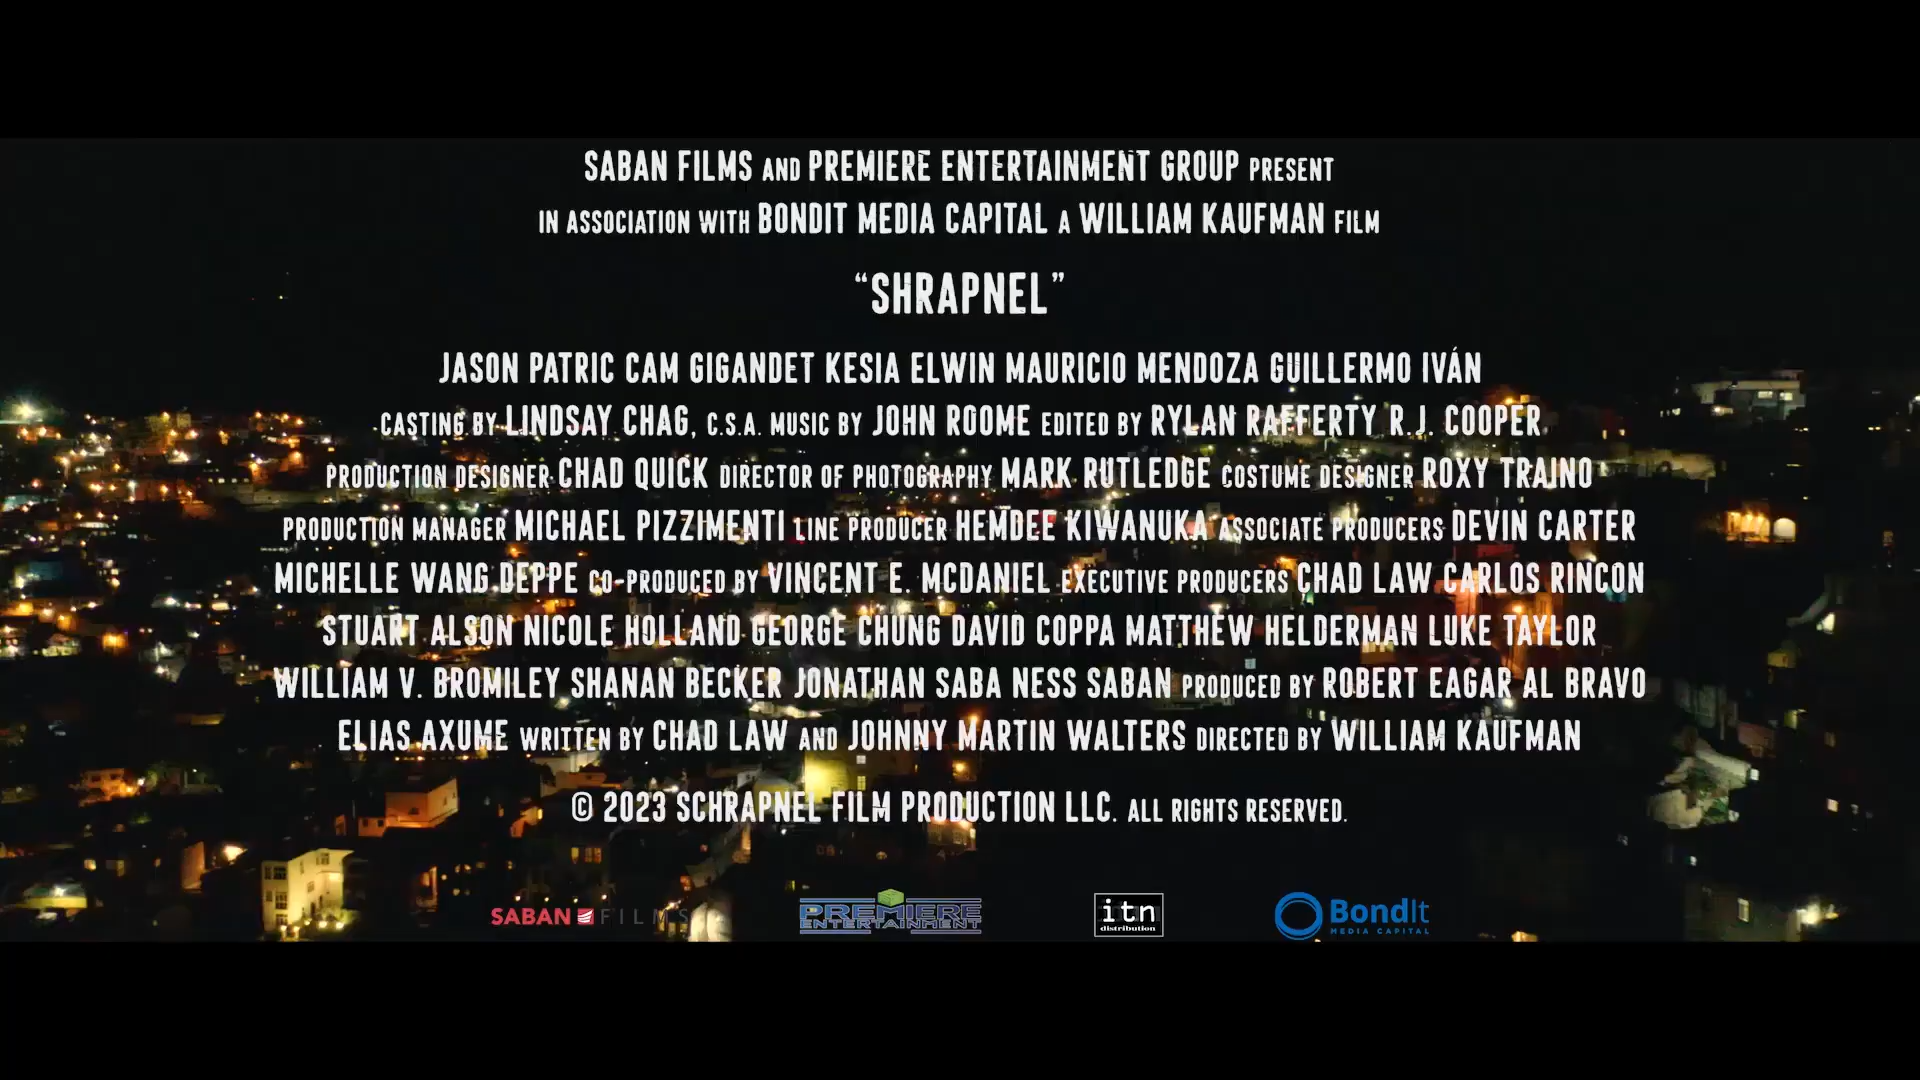 SABAN FILMS AND PREMIERE ENTERTAINMENT GROUP PRESENT
IN ASSOCIATION WITH BONDIT MEDIA CAPITAL A WILLIAM KAUFMAN FILM
“SHRAPNEL”
JASON PATRIC CAM GIGANDET KESIA ELWIN MAURICIO MENDOZA GUILLERMO IVÁN
CASTING BY LINDSAY CHAG, C.S.A. MUSIC BY JOHN ROOME EDITED BY RYLAN RAFFERTY R.J. COOPER
PRODUCTION DESIGNER CHAD QUICK DIRECTOR OF PHOTOGRAPHY MARK RUTLEDGE COSTUME DESIGNER ROXY TRAINO
PRODUCTION MANAGER MICHAEL PIZZIMENTI LINE PRODUCER HEMDEE KIWANUKA ASSOCIATE PRODUCERS DEVIN CARTER
MICHELLE WANG DEPPE CO-PRODUCED BY VINCENT E. MCDANIEL EXECUTIVE PRODUCERS CHAD LAW CARLOS RINCON
STUART ALSON NICOLE HOLLAND GEORGE CHUNG DAVID COPPA MATTHEW HELDERMAN LUKE TAYLOR
WILLIAM V. BROMILEY SHANAN BECKER JONATHAN SABA NESS SABAN PRODUCED BY ROBERT EAGAR AL BRAVO
ELIAS AXUME WRITTEN BY CHAD LAW AND JOHNNY MARTIN WALTERS DIRECTED BY WILLIAM KAUFMAN
© 2023 SCHRAPNEL FILM PRODUCTION LLC. ALL RIGHTS RESERVED.
SABAN FILMS
PREMIERE
ENTERTAINMENT
itn
distribution
BondIt
MEDIA CAPITAL